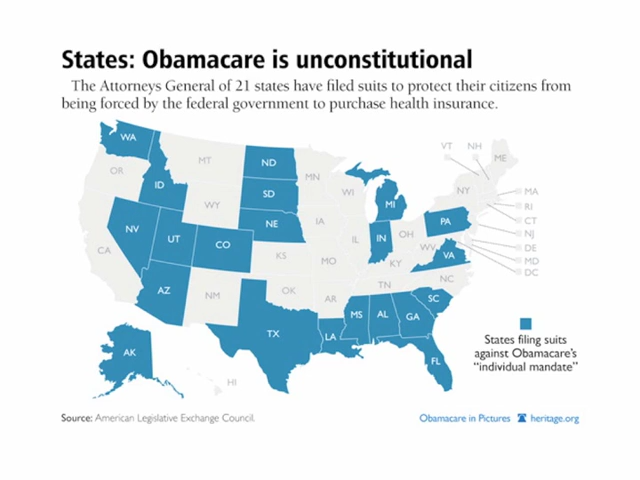 States: Obamacare is unconstitutional
The Attorneys General of 21 states have filed suits to protect their citizens from
being forced by the federal government to purchase health insurance.
WA
OR
CA
NV
ID
MT
WY
UT
AZ
CO
NM
ND
SD
NE
KS
OK
TX
MN
IA
MO
AR
LA
WI
IL
MI
IN
OH
KY
TN
MS
AL
GA
FL
SC
NC
VA
WV
PA
NY
VT
NH
ME
MA
RI
CT
NJ
DE
MD
DC
AK
HI
States filing suits
against Obamacare's
“individual mandate”
Source: American Legislative Exchange Council.
Obamacare in Pictures heritage.org